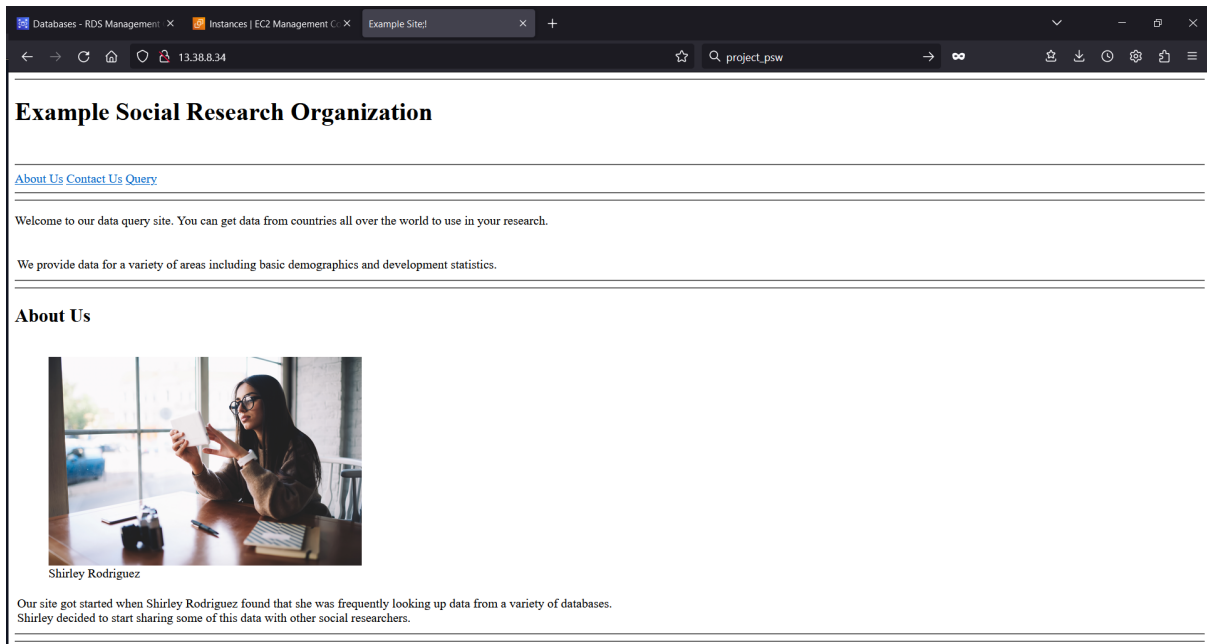 Databases - RDS Management
Instances | EC2 Management Co
Example Site;!
13.38.8.34
project_psw
Example Social Research Organization
About Us Contact Us Query
Welcome to our data query site. You can get data from countries all over the world to use in your research.
We provide data for a variety of areas including basic demographics and development statistics.
About Us
Shirley Rodriguez
Our site got started when Shirley Rodriguez found that she was frequently looking up data from a variety of databases.
Shirley decided to start sharing some of this data with other social researchers.